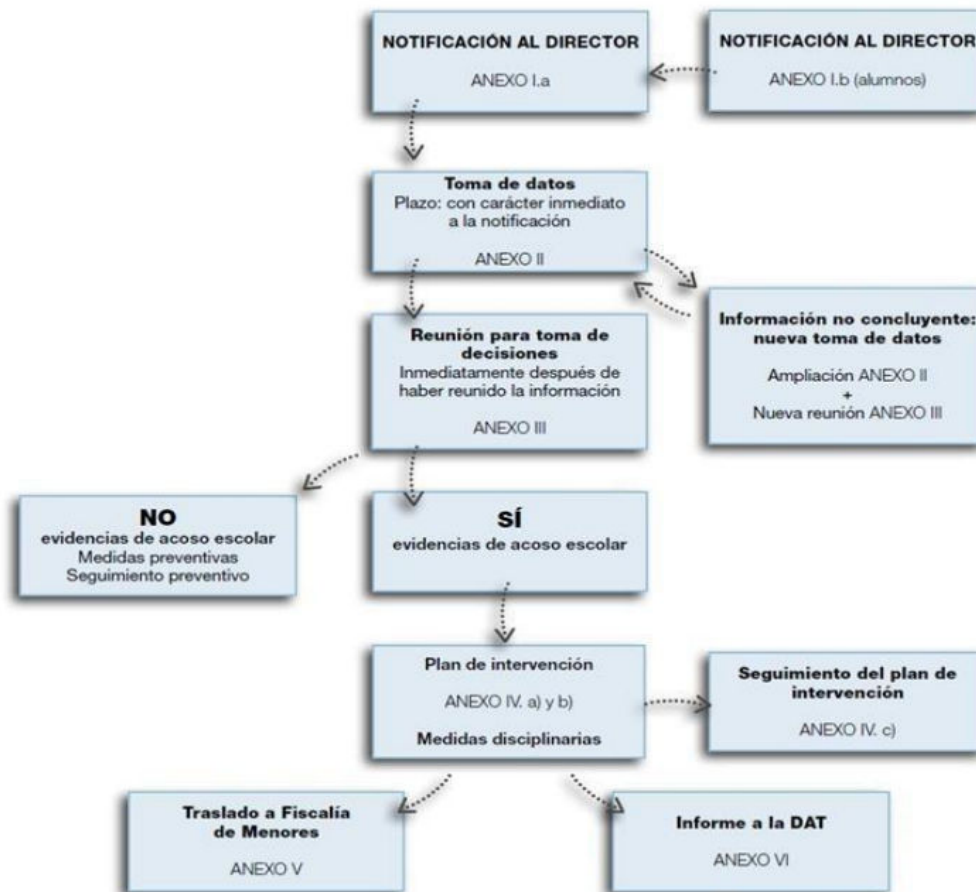 NOTIFICACIÓN AL DIRECTOR
ANEXO I.a
NOTIFICACIÓN AL DIRECTOR
ANEXO I.b (alumnos)
Toma de datos
Plazo: con carácter inmediato
a la notificación
ANEXO II
Información no concluyente:
nueva toma de datos
Ampliación ANEXO II
+
Nueva reunión ANEXO III
Reunión para toma de
decisiones
Inmediatamente después de
haber reunido la información
ANEXO III
NO
evidencias de acoso escolar
Medidas preventivas
Seguimiento preventivo
SÍ
evidencias de acoso escolar
Plan de intervención
ANEXO IV. a) y b)
Medidas disciplinarias
Seguimiento del plan de
intervención
ANEXO IV. c)
Traslado a Fiscalía
de Menores
ANEXO V
Informe a la DAT
ANEXO VI